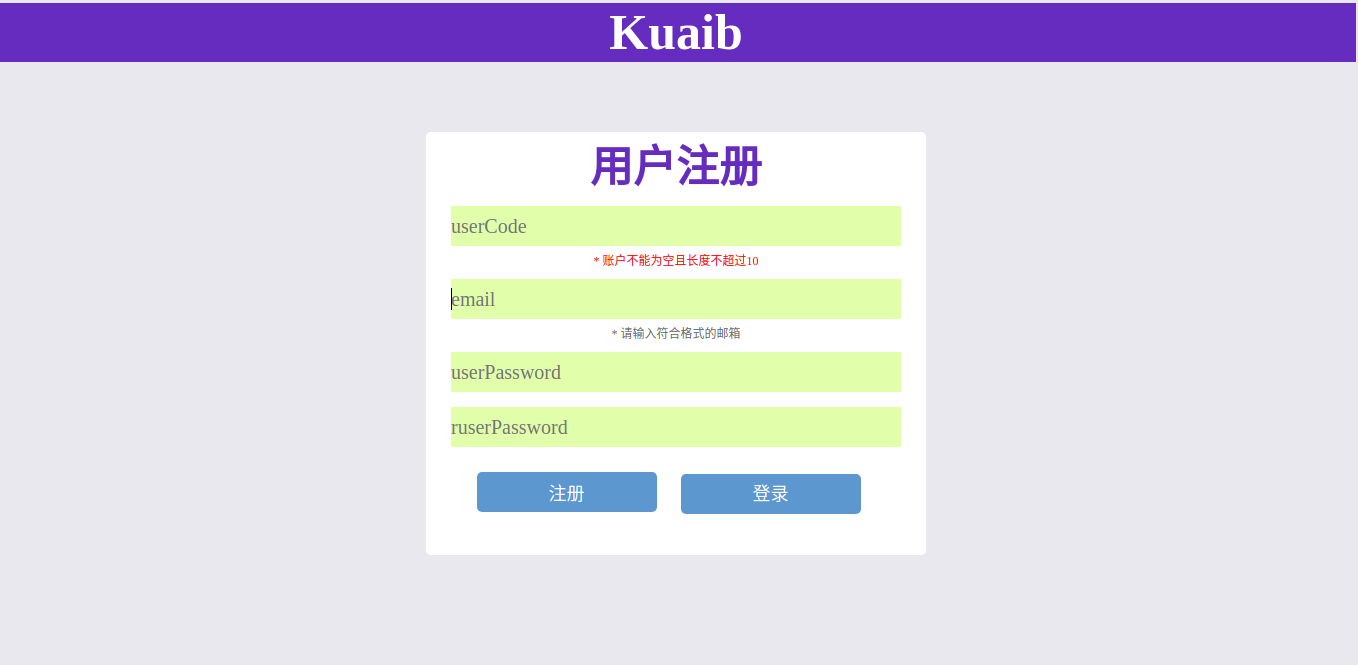 Kuaib
用户注册
userCode
* 账户不能为空且长度不超过10
email
* 请输入符合格式的邮箱
userPassword
ruserPassword
注册 登录